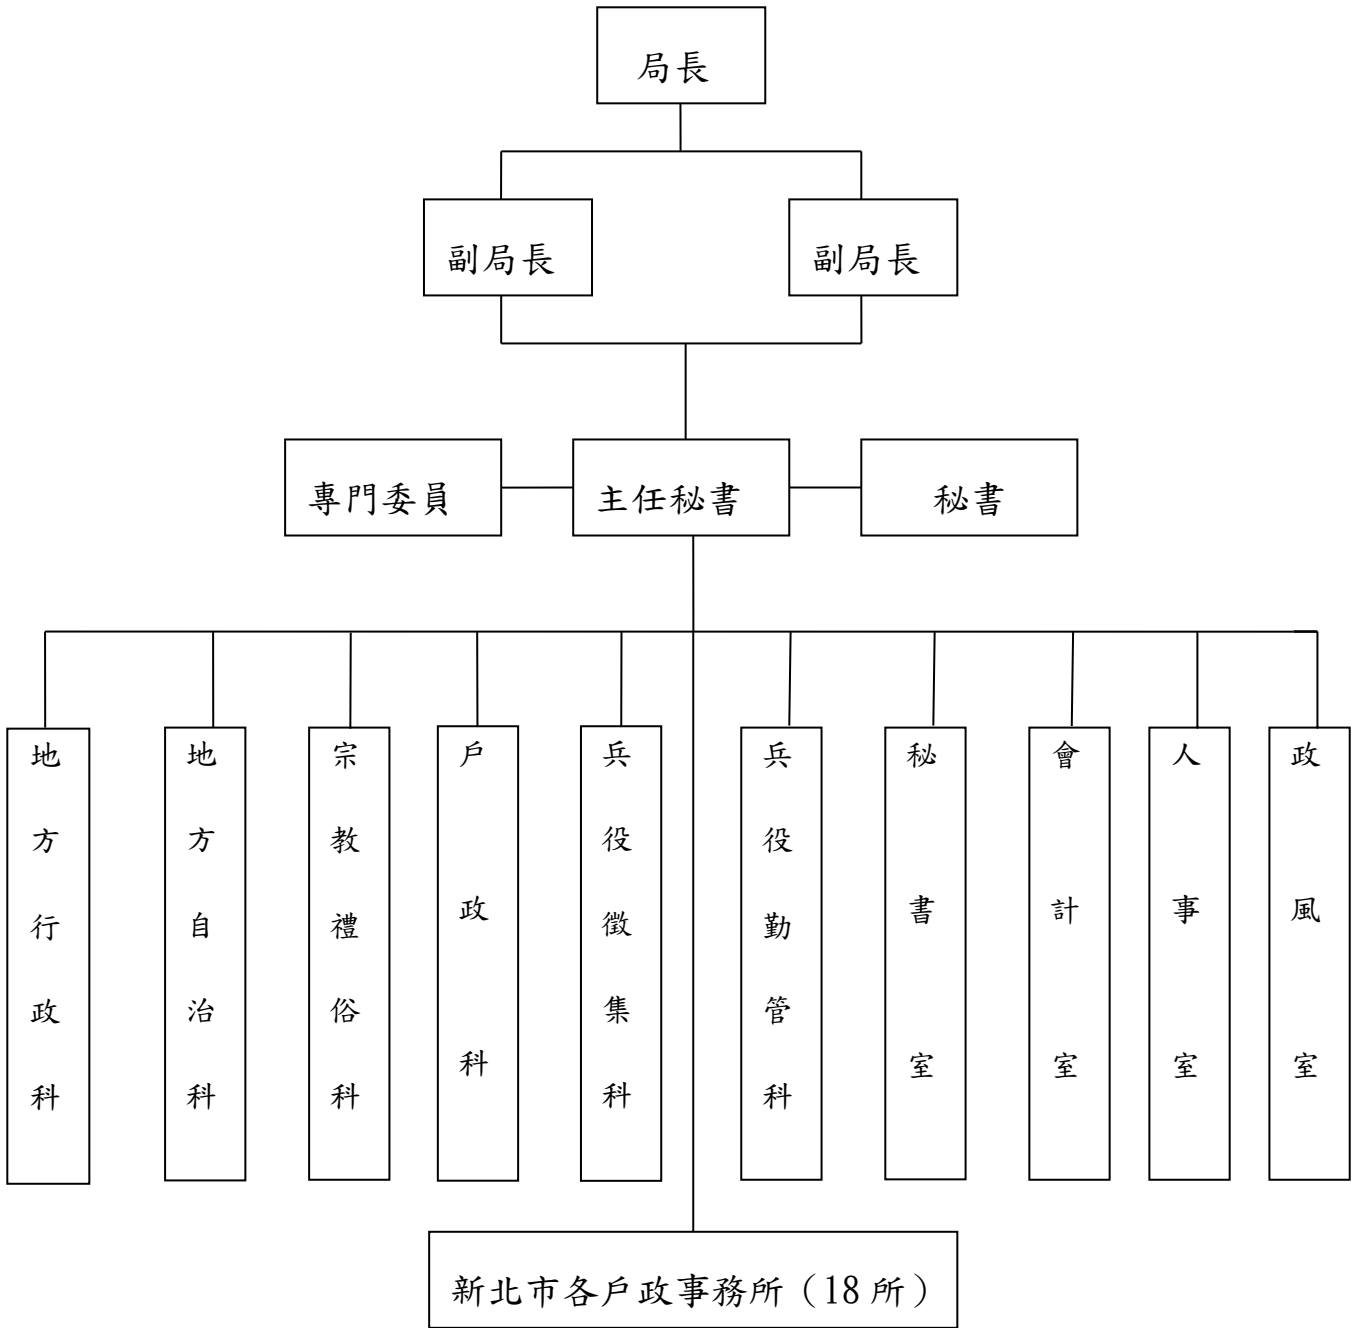 局長
副局長
副局長
專門委員
主任秘書
秘書
地方行政科
地方自治科
宗教禮俗科
戶政科
兵役徵集科
兵役勤管科
秘書室
會計室
人事室
政風室
新北市各戶政事務所（18 所）